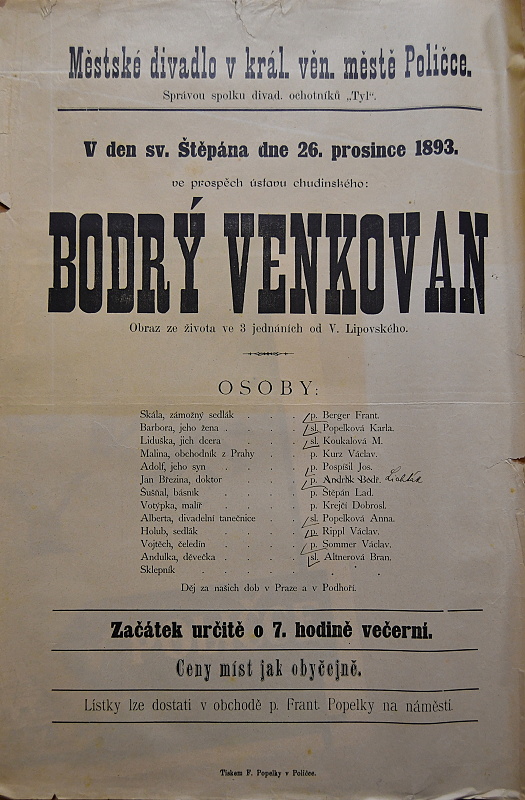 Městské divadlo v král. věn. městě Poličce.
Správou spolku divad. ochotníků „Tyl“.
V den sv. Štěpána dne 26. prosince 1893.
ve prospěch ústavu chudinského:
BODRÝ VENKOVAN
Obraz ze života ve 3 jednáních od V. Lipovského.
OSOBY:
Skála, zámožný sedlák . . . p. Berger Frant.
Barbora, jeho žena . . . . sl. Popelková Karla.
Liduška, jich dcera . . . . sl. Koukalová M.
Malina, obchodník z Prahy . . p. Kurz Václav.
Adolf, jeho syn . . . . p. Pospíšil Jos.
Jan Březina, doktor . . . . p. Andrlík Bedř.
Šušňal, básník . . . . p. Štěpán Lad.
Votýpka, malíř . . . . p. Krejčí Dobrosl.
Alberta, divadelní tanečnice . . sl. Popelková Anna.
Holub, sedlák . . . . p. Rippl Václav.
Vojtěch, čeledín . . . . p. Sommer Václav.
Andulka, děvečka . . . . sl. Altnerová Bran.
Sklepník . . . . . .
Děj za našich dob v Praze a v Podhoří.
Začátek určitě o 7. hodině večerní.
Ceny míst jak obyčejně.
Lístky lze dostati v obchodě p. Frant. Popelky na náměstí.
Tiskem F. Popelky v Poličce.